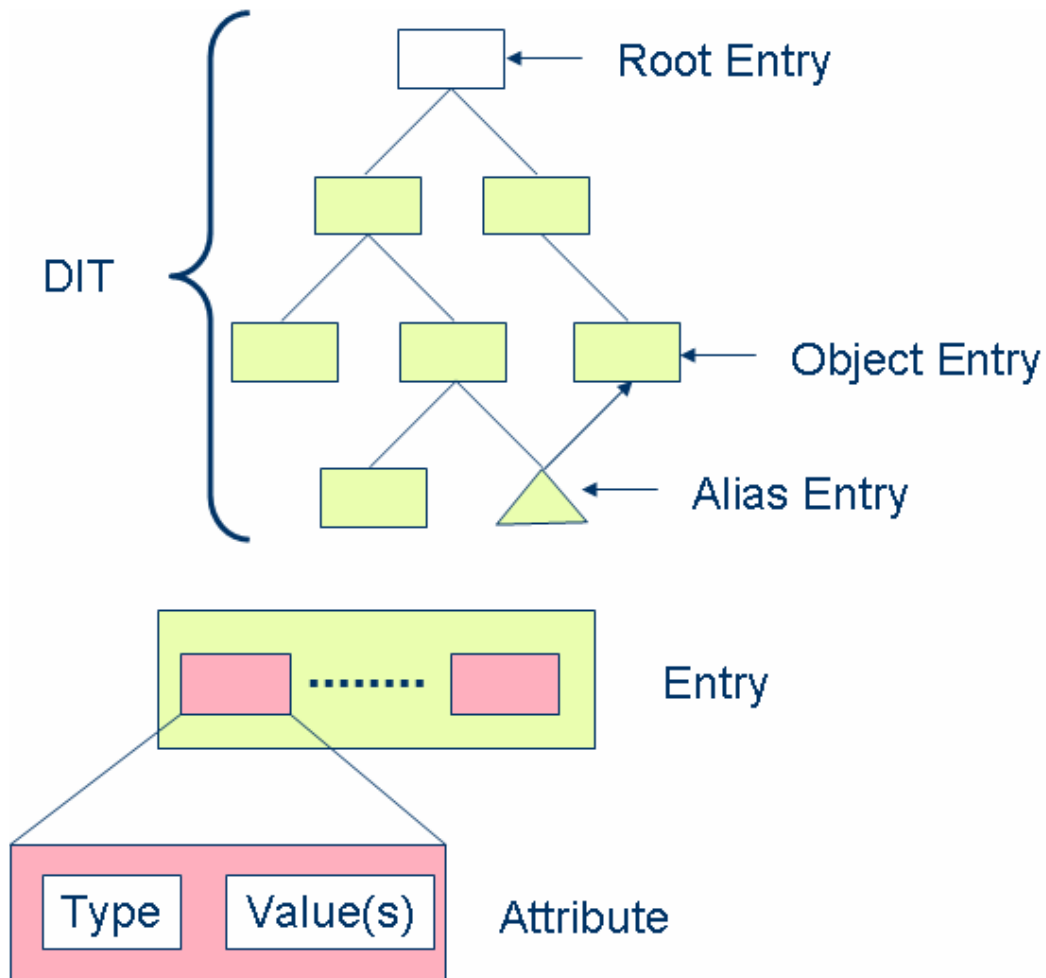 Root Entry
DIT
Object Entry
Alias Entry
Entry
Type
Value(s)
Attribute